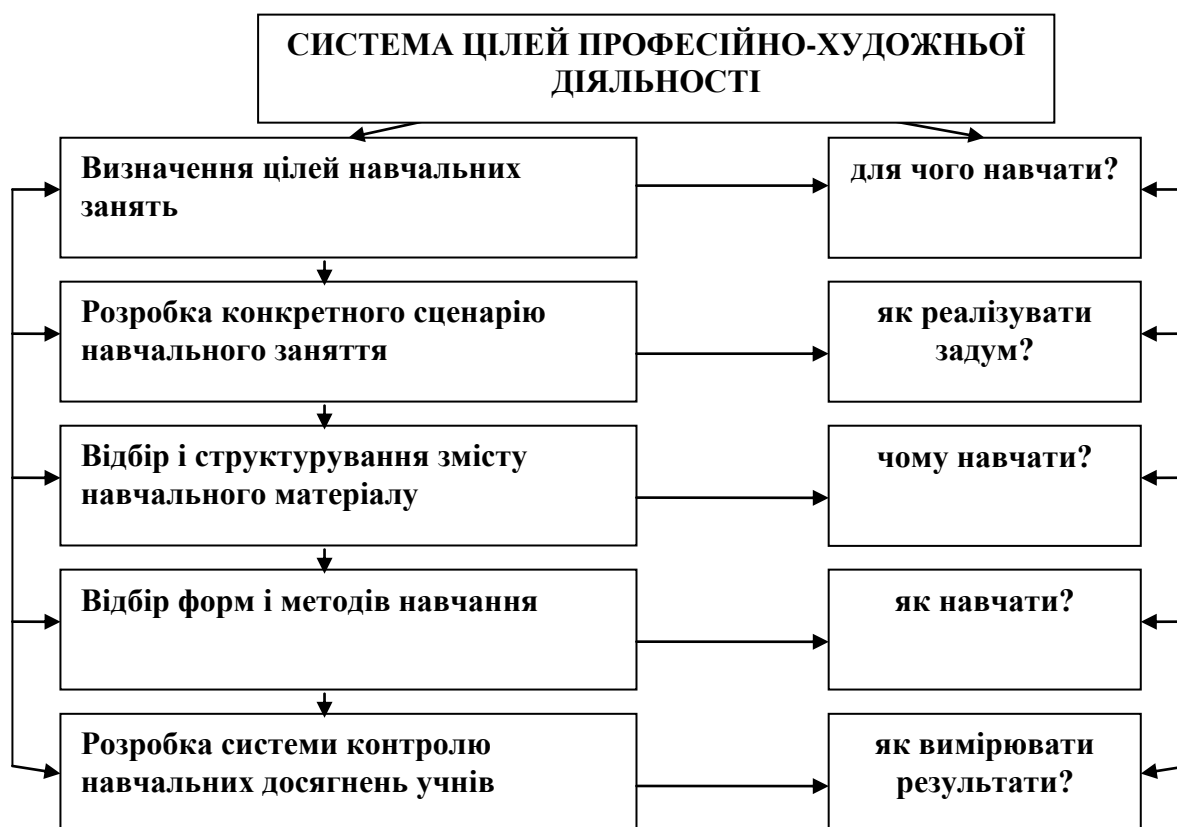 СИСТЕМА ЦІЛЕЙ ПРОФЕСІЙНО-ХУДОЖНЬОЇ
ДІЯЛЬНОСТІ
Визначення цілей навчальних
занять
для чого навчати?
Розробка конкретного сценарію
навчального заняття
як реалізувати
задум?
Відбір і структурування змісту
навчального матеріалу
чому навчати?
Відбір форм і методів навчання
як навчати?
Розробка системи контролю
навчальних досягнень учнів
як вимірювати
результати?